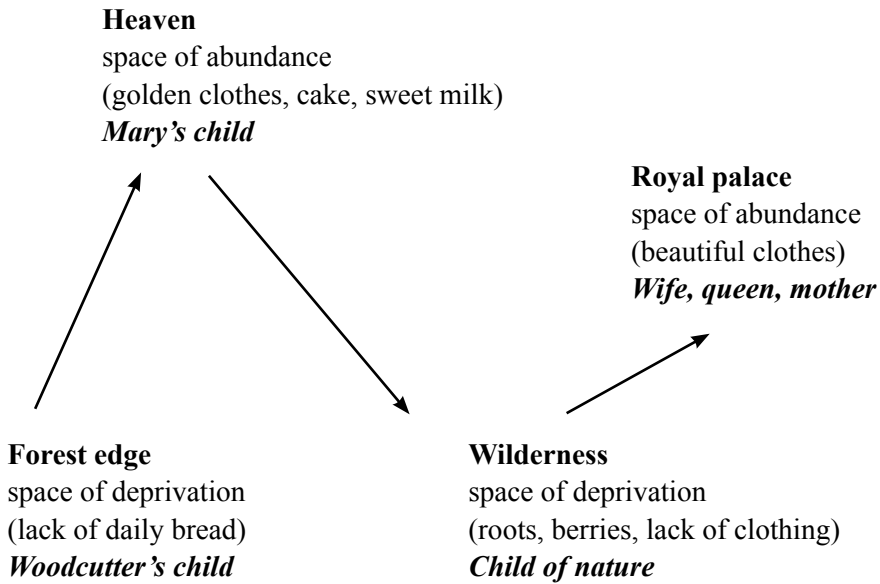 Heaven
space of abundance
(golden clothes, cake, sweet milk)
Mary’s child
Royal palace
space of abundance
(beautiful clothes)
Wife, queen, mother
Forest edge
space of deprivation
(lack of daily bread)
Woodcutter’s child
Wilderness
space of deprivation
(roots, berries, lack of clothing)
Child of nature